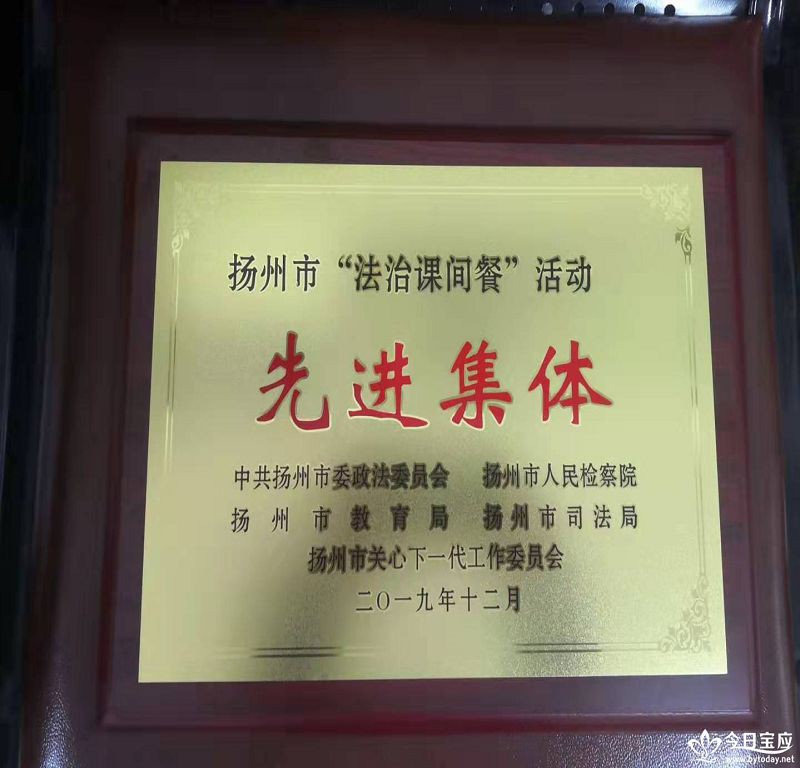 扬州市“法治课间餐”活动
先进集体
中共扬州市委政法委员会 扬州市人民检察院
扬州市教育局 扬州市司法局
扬州市关心下一代工作委员会
二〇一九年十二月
今日宝应
www.bytoday.net